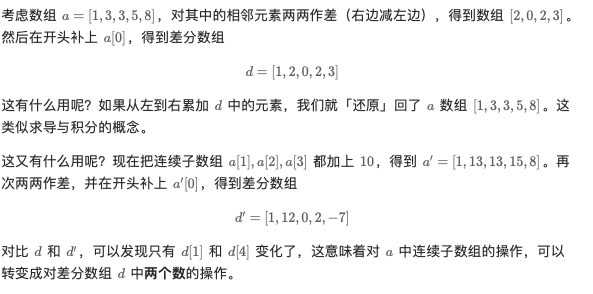 考虑数组 a = [1, 3, 3, 5, 8]，对其中的相邻元素两两作差（右边减左边），得到数组 [2, 0, 2, 3]。
然后在开头补上 a[0]，得到差分数组
d = [1, 2, 0, 2, 3]
这有什么用呢？如果从左到右累加 d 中的元素，我们就「还原」回了 a 数组 [1, 3, 3, 5, 8]。这
类似求导与积分的概念。
这又有什么用呢？现在把连续子数组 a[1], a[2], a[3] 都加上 10，得到 a′ = [1, 13, 13, 15, 8]。再
次两两作差，并在开头补上 a′[0]，得到差分数组
d′ = [1, 12, 0, 2, −7]
对比 d 和 d′，可以发现只有 d[1] 和 d[4] 变化了，这意味着对 a 中连续子数组的操作，可以
转变成对差分数组 d 中两个数的操作。